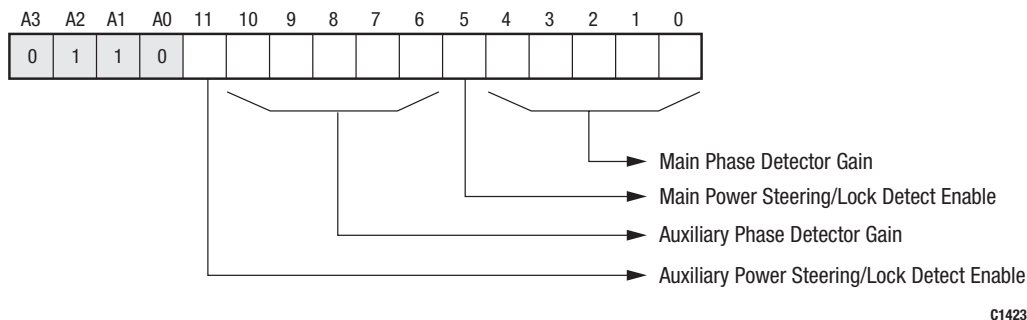 A3 A2 A1 A0 11 10 9 8 7 6 5 4 3 2 1 0
0 1 1 0
Main Phase Detector Gain
Main Power Steering/Lock Detect Enable
Auxiliary Phase Detector Gain
Auxiliary Power Steering/Lock Detect Enable
C1423